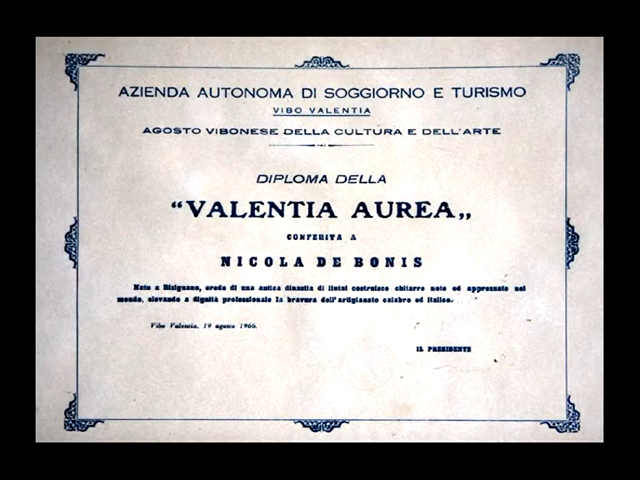 AZIENDA AUTONOMA DI SOGGIORNO E TURISMO
VIBO VALENTIA
AGOSTO VIBONESE DELLA CULTURA E DELL'ARTE
DIPLOMA DELLA
“VALENTIA AUREA„
CONFERITA A
NICOLA DE BONIS
Nato a Bisignano, erede di una antica dinastia di liutai costruisce chitarre note ed apprezzate nel
mondo, elevando a dignità professionale la bravura dell'artigianato calabro ed italico.
Vibo Valentia, 19 agosto 1966.
IL PRESIDENTE